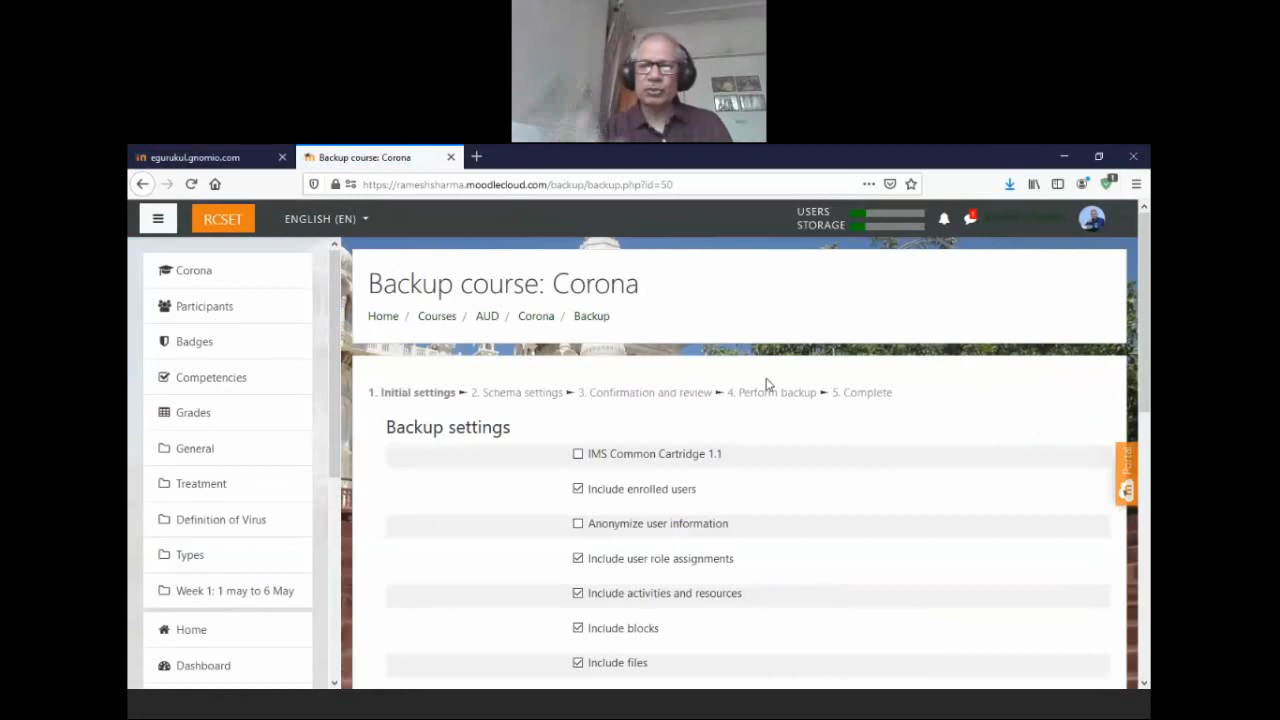 egurukul.gnomio.com
Backup course: Corona
https://rameshsharma.moodlecloud.com/backup/backup.php?id=50
RCSET
ENGLISH (EN)
USERS
STORAGE
1
1
Corona
Participants
Badges
Competencies
Grades
General
Treatment
Definition of Virus
Types
Week 1: 1 may to 6 May
Home
Dashboard
Backup course: Corona
Home / Courses / AUD / Corona / Backup
1. Initial settings ► 2. Schema settings ► 3. Confirmation and review ► 4. Perform backup ► 5. Complete
Backup settings
IMS Common Cartridge 1.1
Include enrolled users
Anonymize user information
Include user role assignments
Include activities and resources
Include blocks
Include files
Portal